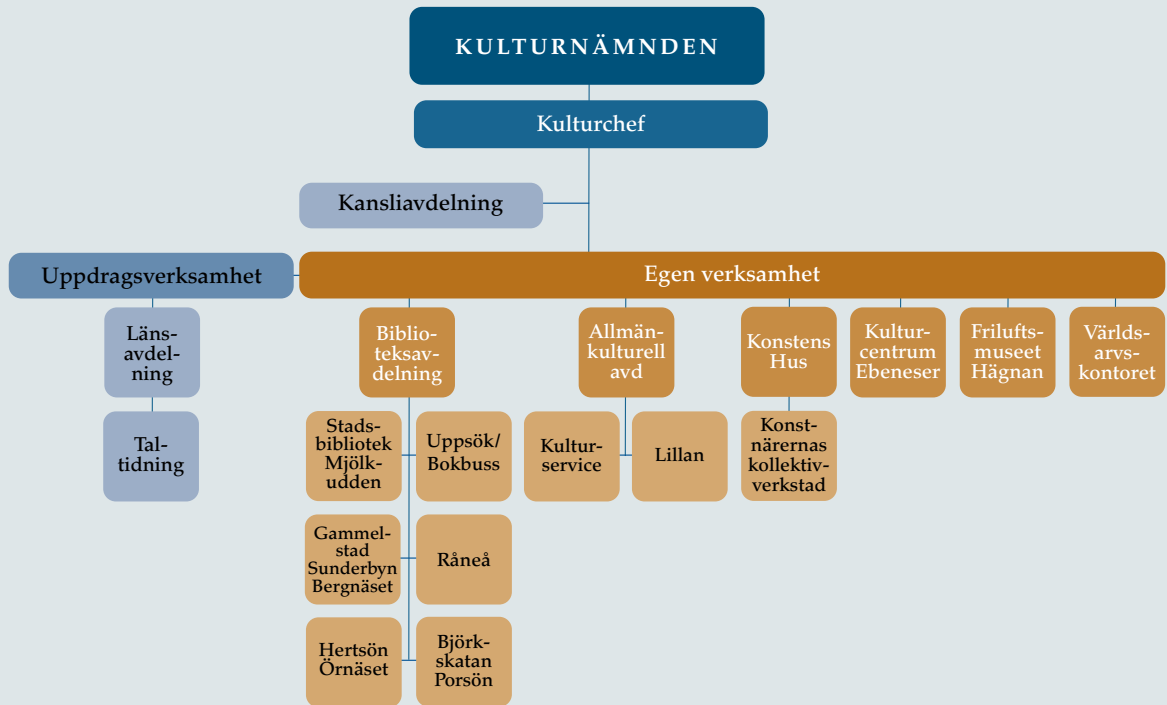 KULTURNÄMNDEN
Kulturchef
Kansliavdelning
Uppdragsverksamhet
Egen verksamhet
Läns-
avdel-
ning
Biblio-
teksav-
delning
Allmän-
kulturell
avd
Konstens
Hus
Kultur-
centrum
Ebeneser
Frilufts-
museet
Hägnan
Världs-
arvs-
kontoret
Tal-
tidning
Stads-
bibliotek
Mjölk-
udden
Uppsök/
Bokbuss
Kultur-
service
Lillan
Konst-
närernas
kollektiv-
verkstad
Gammel-
stad
Sunderbyn
Bergnäset
Råneå
Hertsön
Örnäset
Björk-
skatan
Porsön